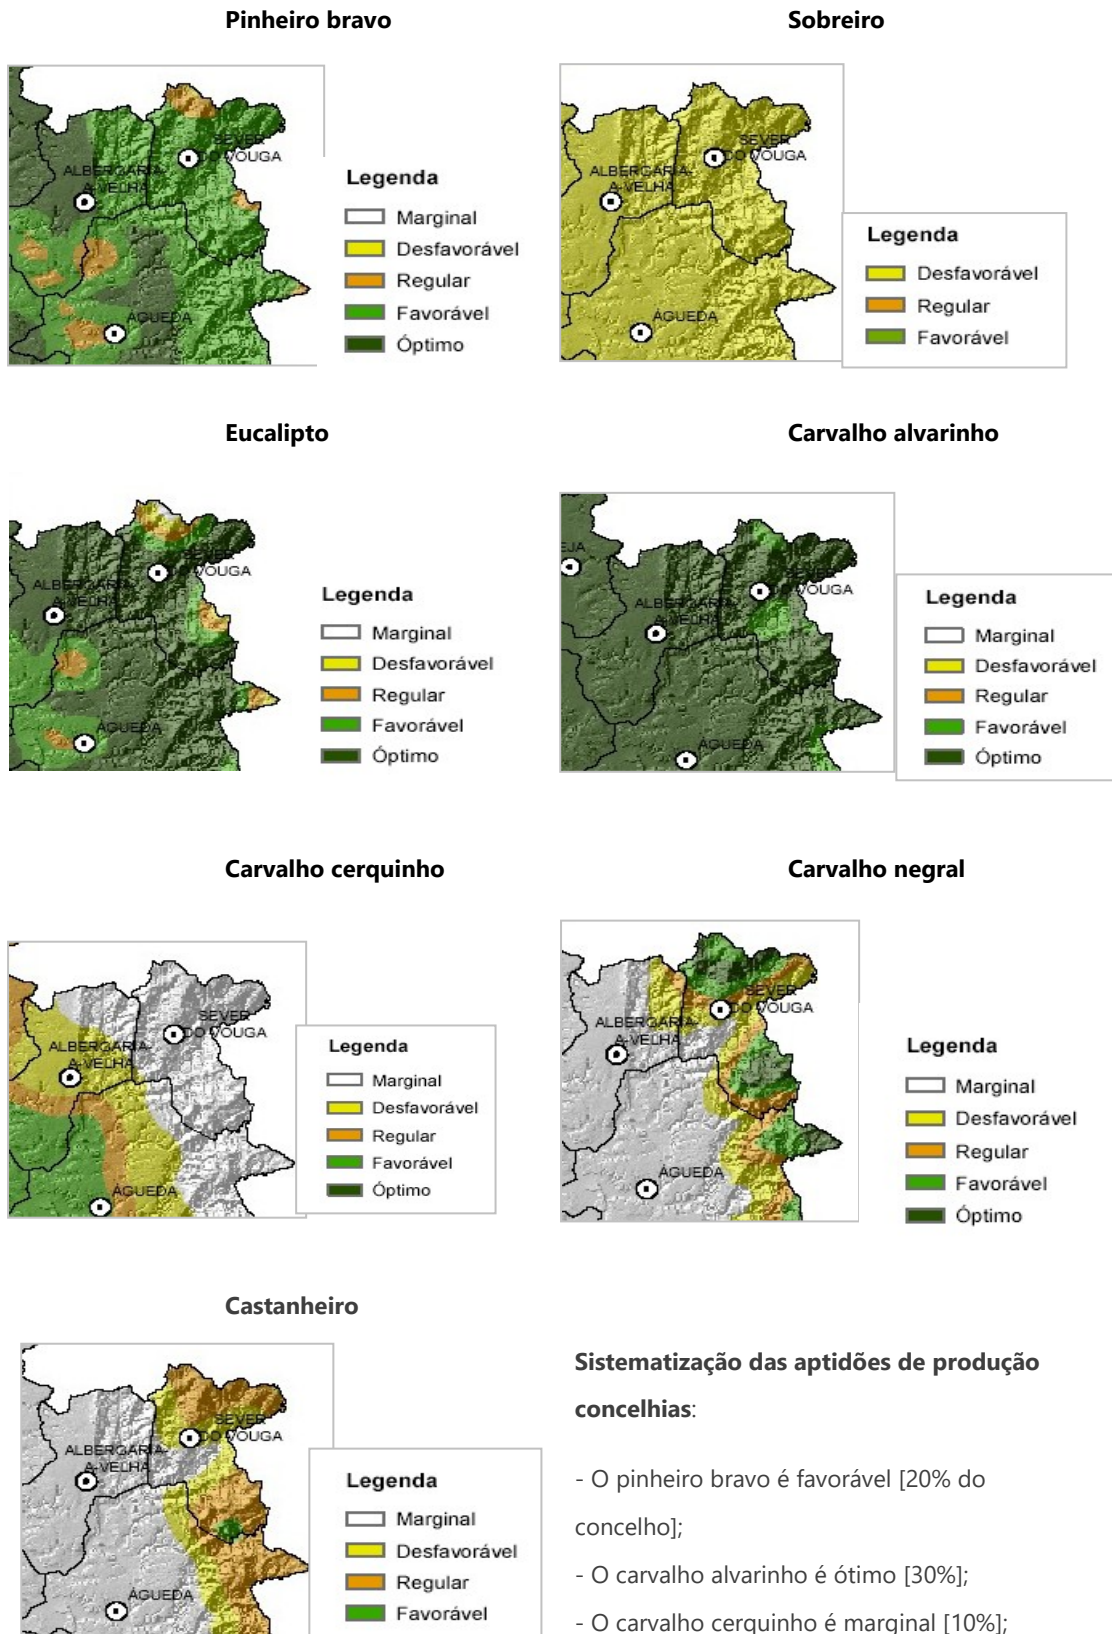 Pinheiro bravo
SEVER
DO VOUGA
ALBERGARIA-
A-VELHA
ÁGUEDA
Legenda
Marginal
Desfavorável
Regular
Favorável
Óptimo
Sobreiro
SEVER
DO VOUGA
ALBERGARIA-
A-VELHA
ÁGUEDA
Legenda
Desfavorável
Regular
Favorável
Eucalipto
SEVER
DO VOUGA
ALBERGARIA-
A-VELHA
ÁGUEDA
Legenda
Marginal
Desfavorável
Regular
Favorável
Óptimo
Carvalho alvarinho
EJA
SEVER
DO VOUGA
ALBERGARIA-
A-VELHA
ÁGUEDA
Legenda
Marginal
Desfavorável
Regular
Favorável
Óptimo
Carvalho cerquinho
SEVER
DO VOUGA
ALBERGARIA-
A-VELHA
ÁGUEDA
Legenda
Marginal
Desfavorável
Regular
Favorável
Óptimo
Carvalho negral
SEVER
DO VOUGA
ALBERGARIA-
A-VELHA
ÁGUEDA
Legenda
Marginal
Desfavorável
Regular
Favorável
Óptimo
Castanheiro
SEVER
DO VOUGA
ALBERGARIA-
A-VELHA
ÁGUEDA
Legenda
Marginal
Desfavorável
Regular
Favorável
Sistematização das aptidões de produção
concelhias:
- O pinheiro bravo é favorável [20% do
concelho];
- O carvalho alvarinho é ótimo [30%];
- O carvalho cerquinho é marginal [10%];